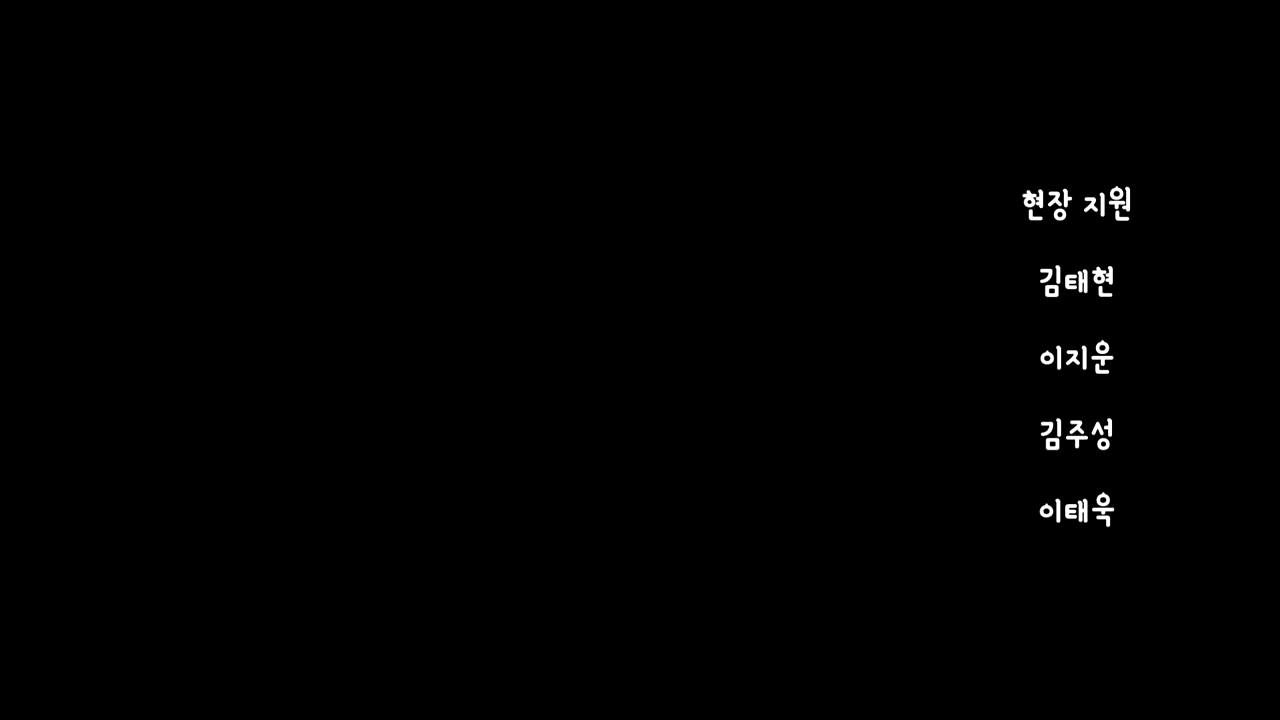 현장 지원
김태현
이지운
김주성
이태욱